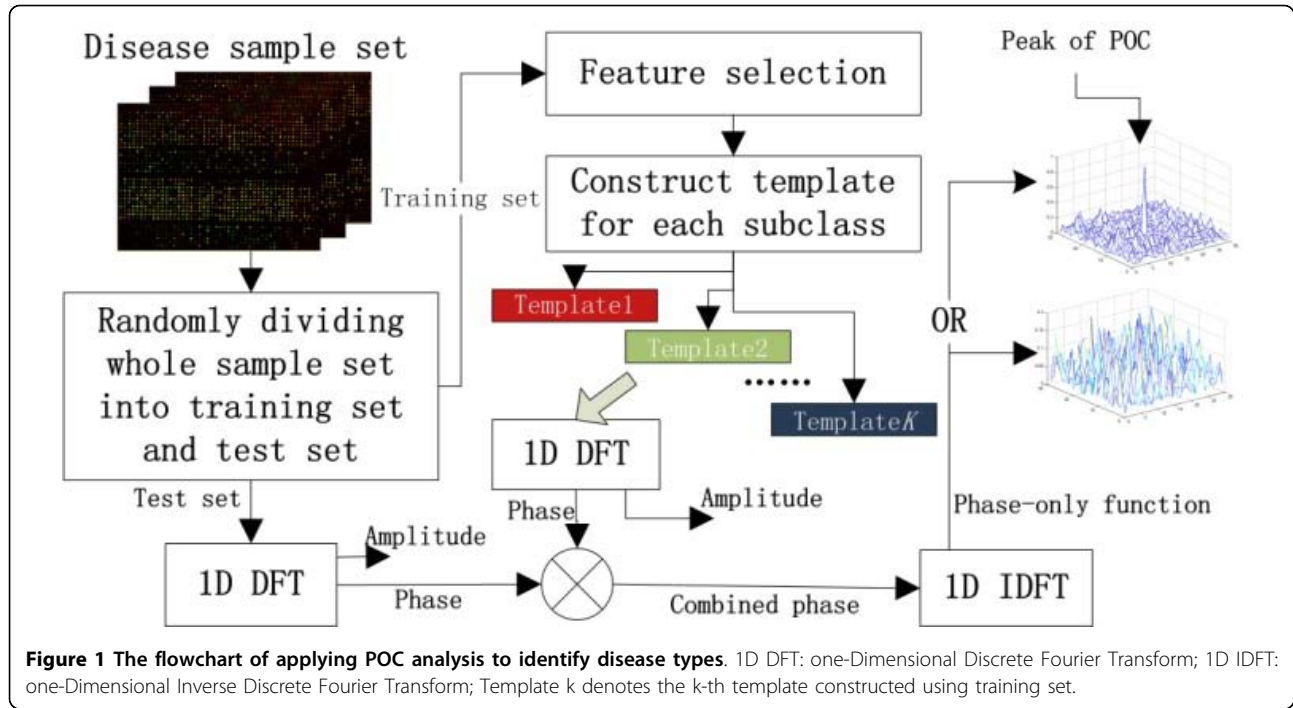 Disease sample set
Randomly dividing
whole sample set
into training set
and test set
Training set
Feature selection
Construct template
for each subclass
Template1
Template2
......
TemplateK
1D DFT
Phase
Amplitude
Test set
1D DFT
Amplitude
Phase
Combined phase
1D IDFT
Phase-only function
OR
Peak of POC
Figure 1 The flowchart of applying POC analysis to identify disease types. 1D DFT: one-Dimensional Discrete Fourier Transform; 1D IDFT:
one-Dimensional Inverse Discrete Fourier Transform; Template k denotes the k-th template constructed using training set.